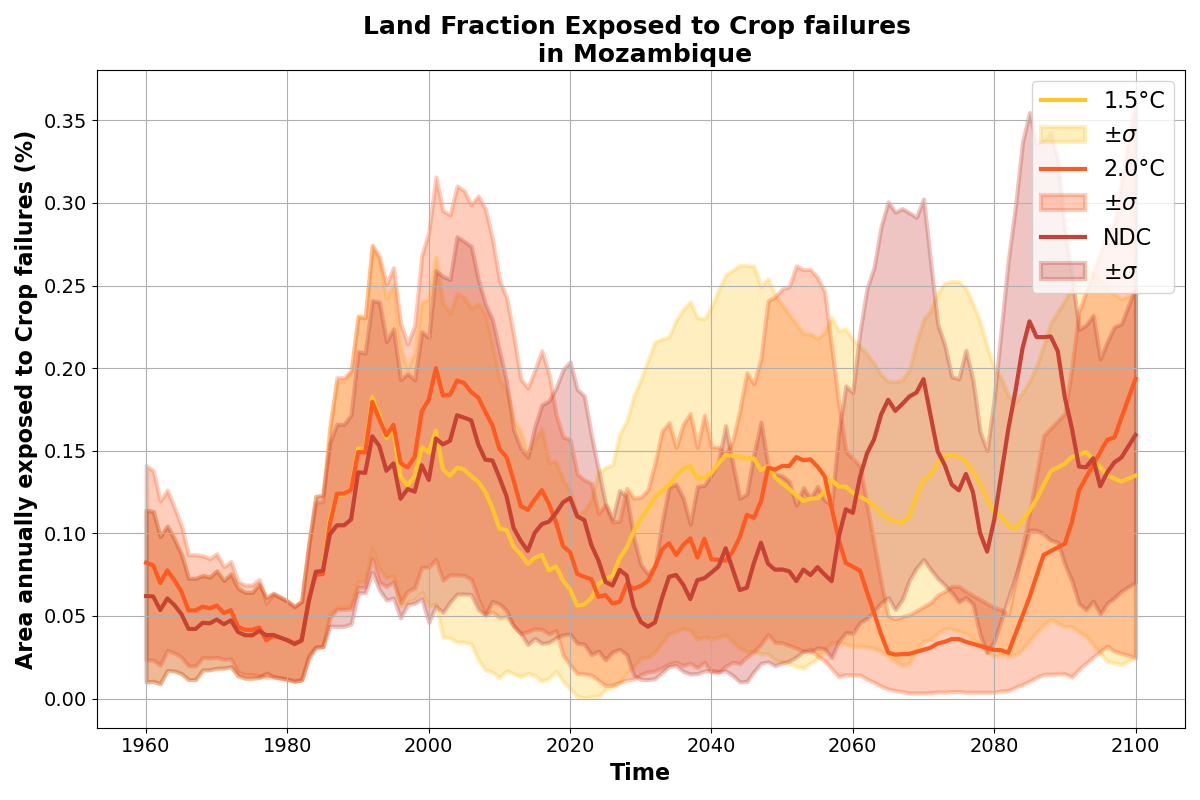 Land Fraction Exposed to Crop failures
in Mozambique
Area annually exposed to Crop failures (%)
0.35
0.30
0.25
0.20
0.15
0.10
0.05
0.00
1.5°C
±σ
2.0°C
±σ
NDC
±σ
1960
1980
2000
2020
2040
2060
2080
2100
Time